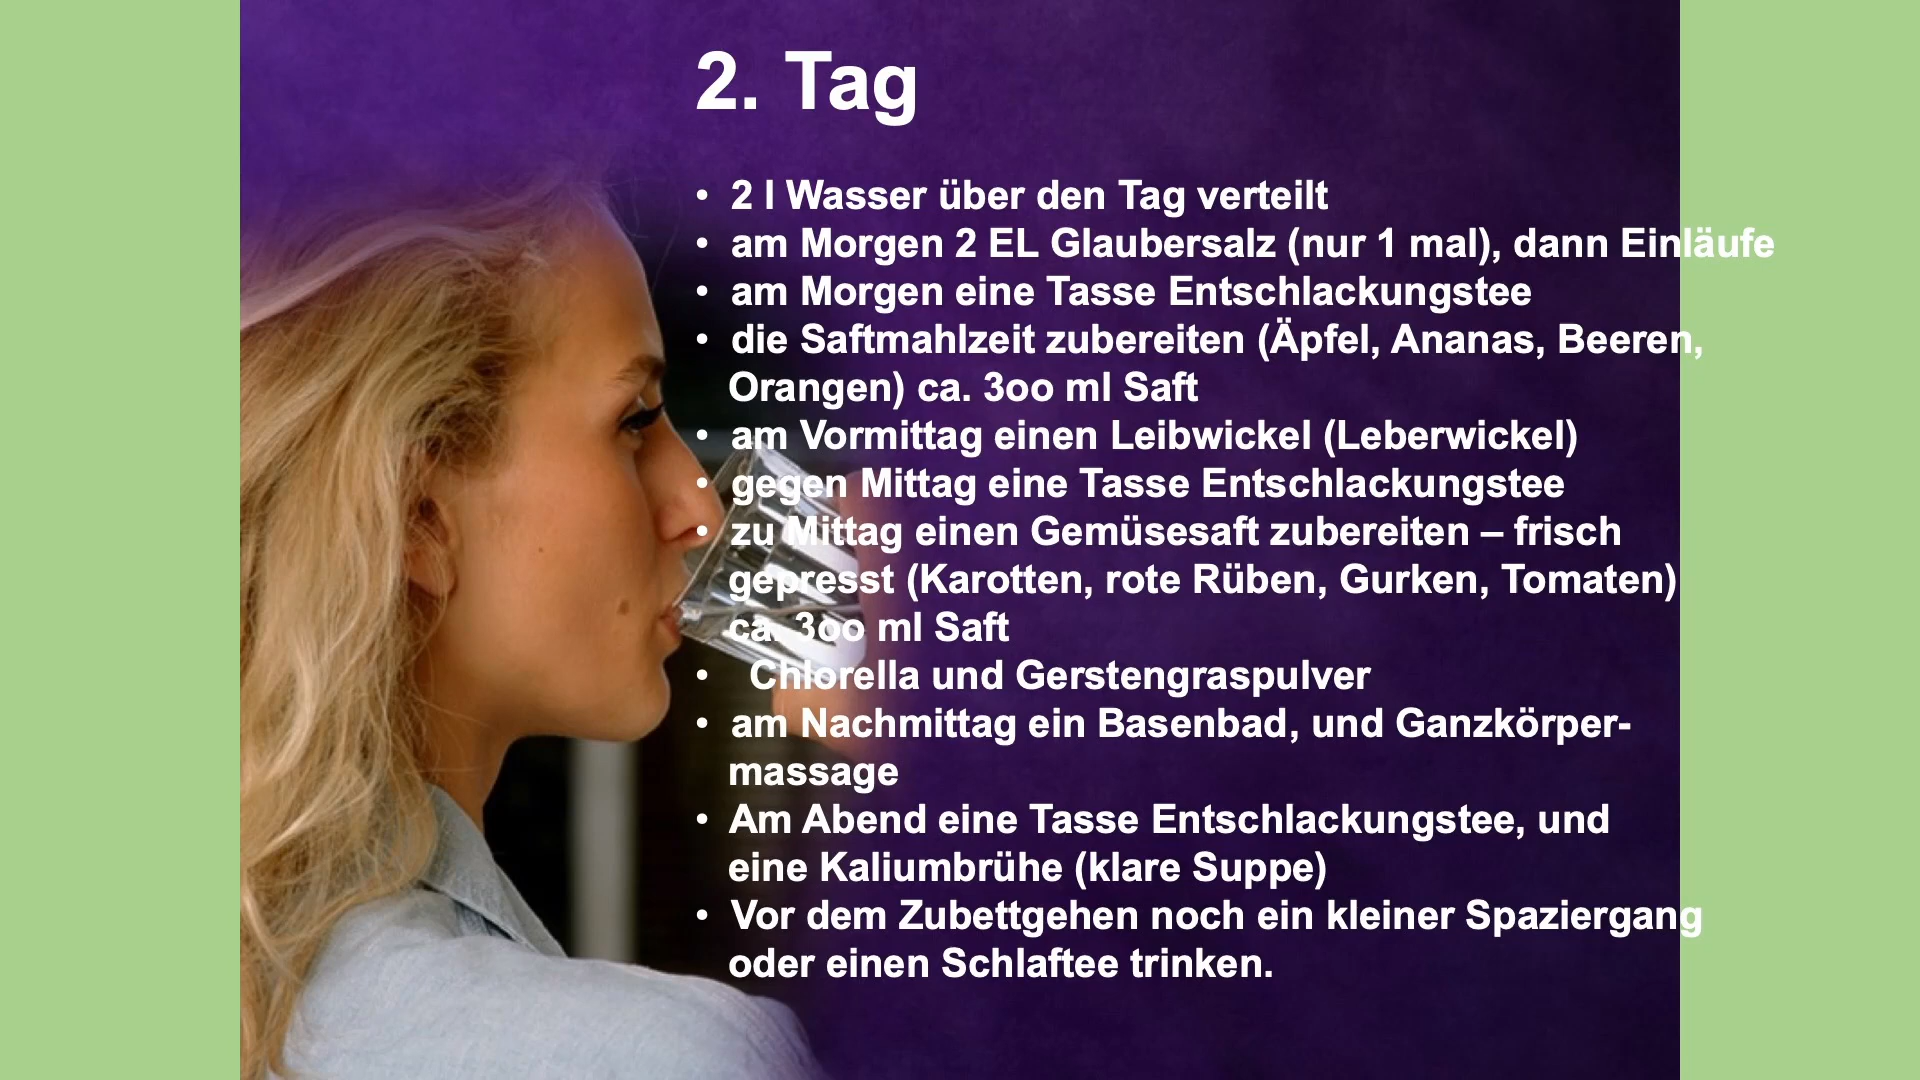 2. Tag
• 2 l Wasser über den Tag verteilt
• am Morgen 2 EL Glaubersalz (nur 1 mal), dann Einläufe
• am Morgen eine Tasse Entschlackungstee
• die Saftmahlzeit zubereiten (Äpfel, Ananas, Beeren,
Orangen) ca. 3oo ml Saft
• am Vormittag einen Leibwickel (Leberwickel)
• gegen Mittag eine Tasse Entschlackungstee
• zu Mittag einen Gemüsesaft zubereiten – frisch
gepresst (Karotten, rote Rüben, Gurken, Tomaten)
ca. 3oo ml Saft
• Chlorella und Gerstengraspulver
• am Nachmittag ein Basenbad, und Ganzkörper-
massage
• Am Abend eine Tasse Entschlackungstee, und
eine Kaliumbrühe (klare Suppe)
• Vor dem Zubettgehen noch ein kleiner Spaziergang
oder einen Schlaftee trinken.